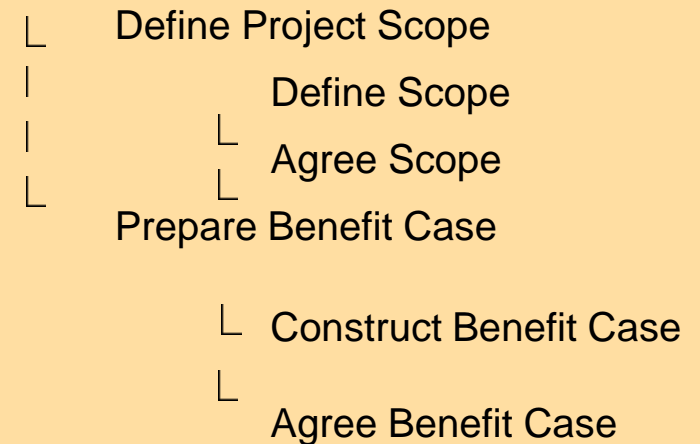 Define Project Scope
Define Scope
Agree Scope
Prepare Benefit Case
Construct Benefit Case
Agree Benefit Case